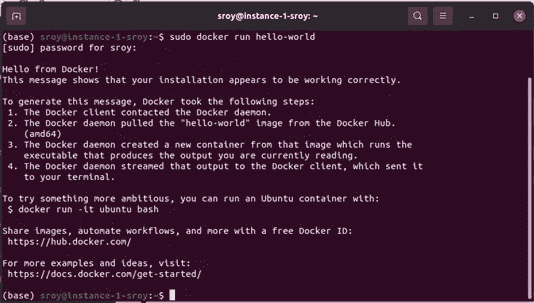 sroy@instance-1-sroy: ~
(base) sroy@instance-1-sroy:~$ sudo docker run hello-world
[sudo] password for sroy:
Hello from Docker!
This message shows that your installation appears to be working correctly.
To generate this message, Docker took the following steps:
1. The Docker client contacted the Docker daemon.
2. The Docker daemon pulled the "hello-world" image from the Docker Hub.
(amd64)
3. The Docker daemon created a new container from that image which runs the
executable that produces the output you are currently reading.
4. The Docker daemon streamed that output to the Docker client, which sent it
to your terminal.
To try something more ambitious, you can run an Ubuntu container with:
$ docker run -it ubuntu bash
Share images, automate workflows, and more with a free Docker ID:
https://hub.docker.com/
For more examples and ideas, visit:
https://docs.docker.com/get-started/
(base) sroy@instance-1-sroy:~$